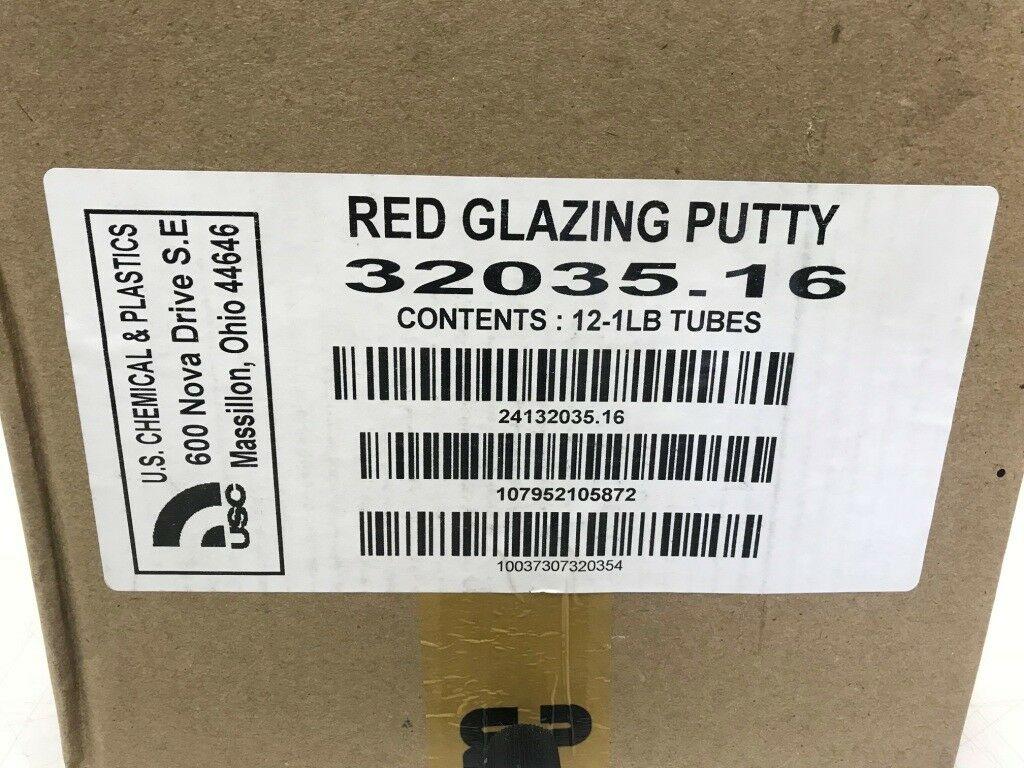 U.S. CHEMICAL & PLASTICS
600 Nova Drive S.E
Massillon, Ohio 44646
USC
RED GLAZING PUTTY
32035.16
CONTENTS : 12-1LB TUBES
24132035.16
107952105872
10037307320354